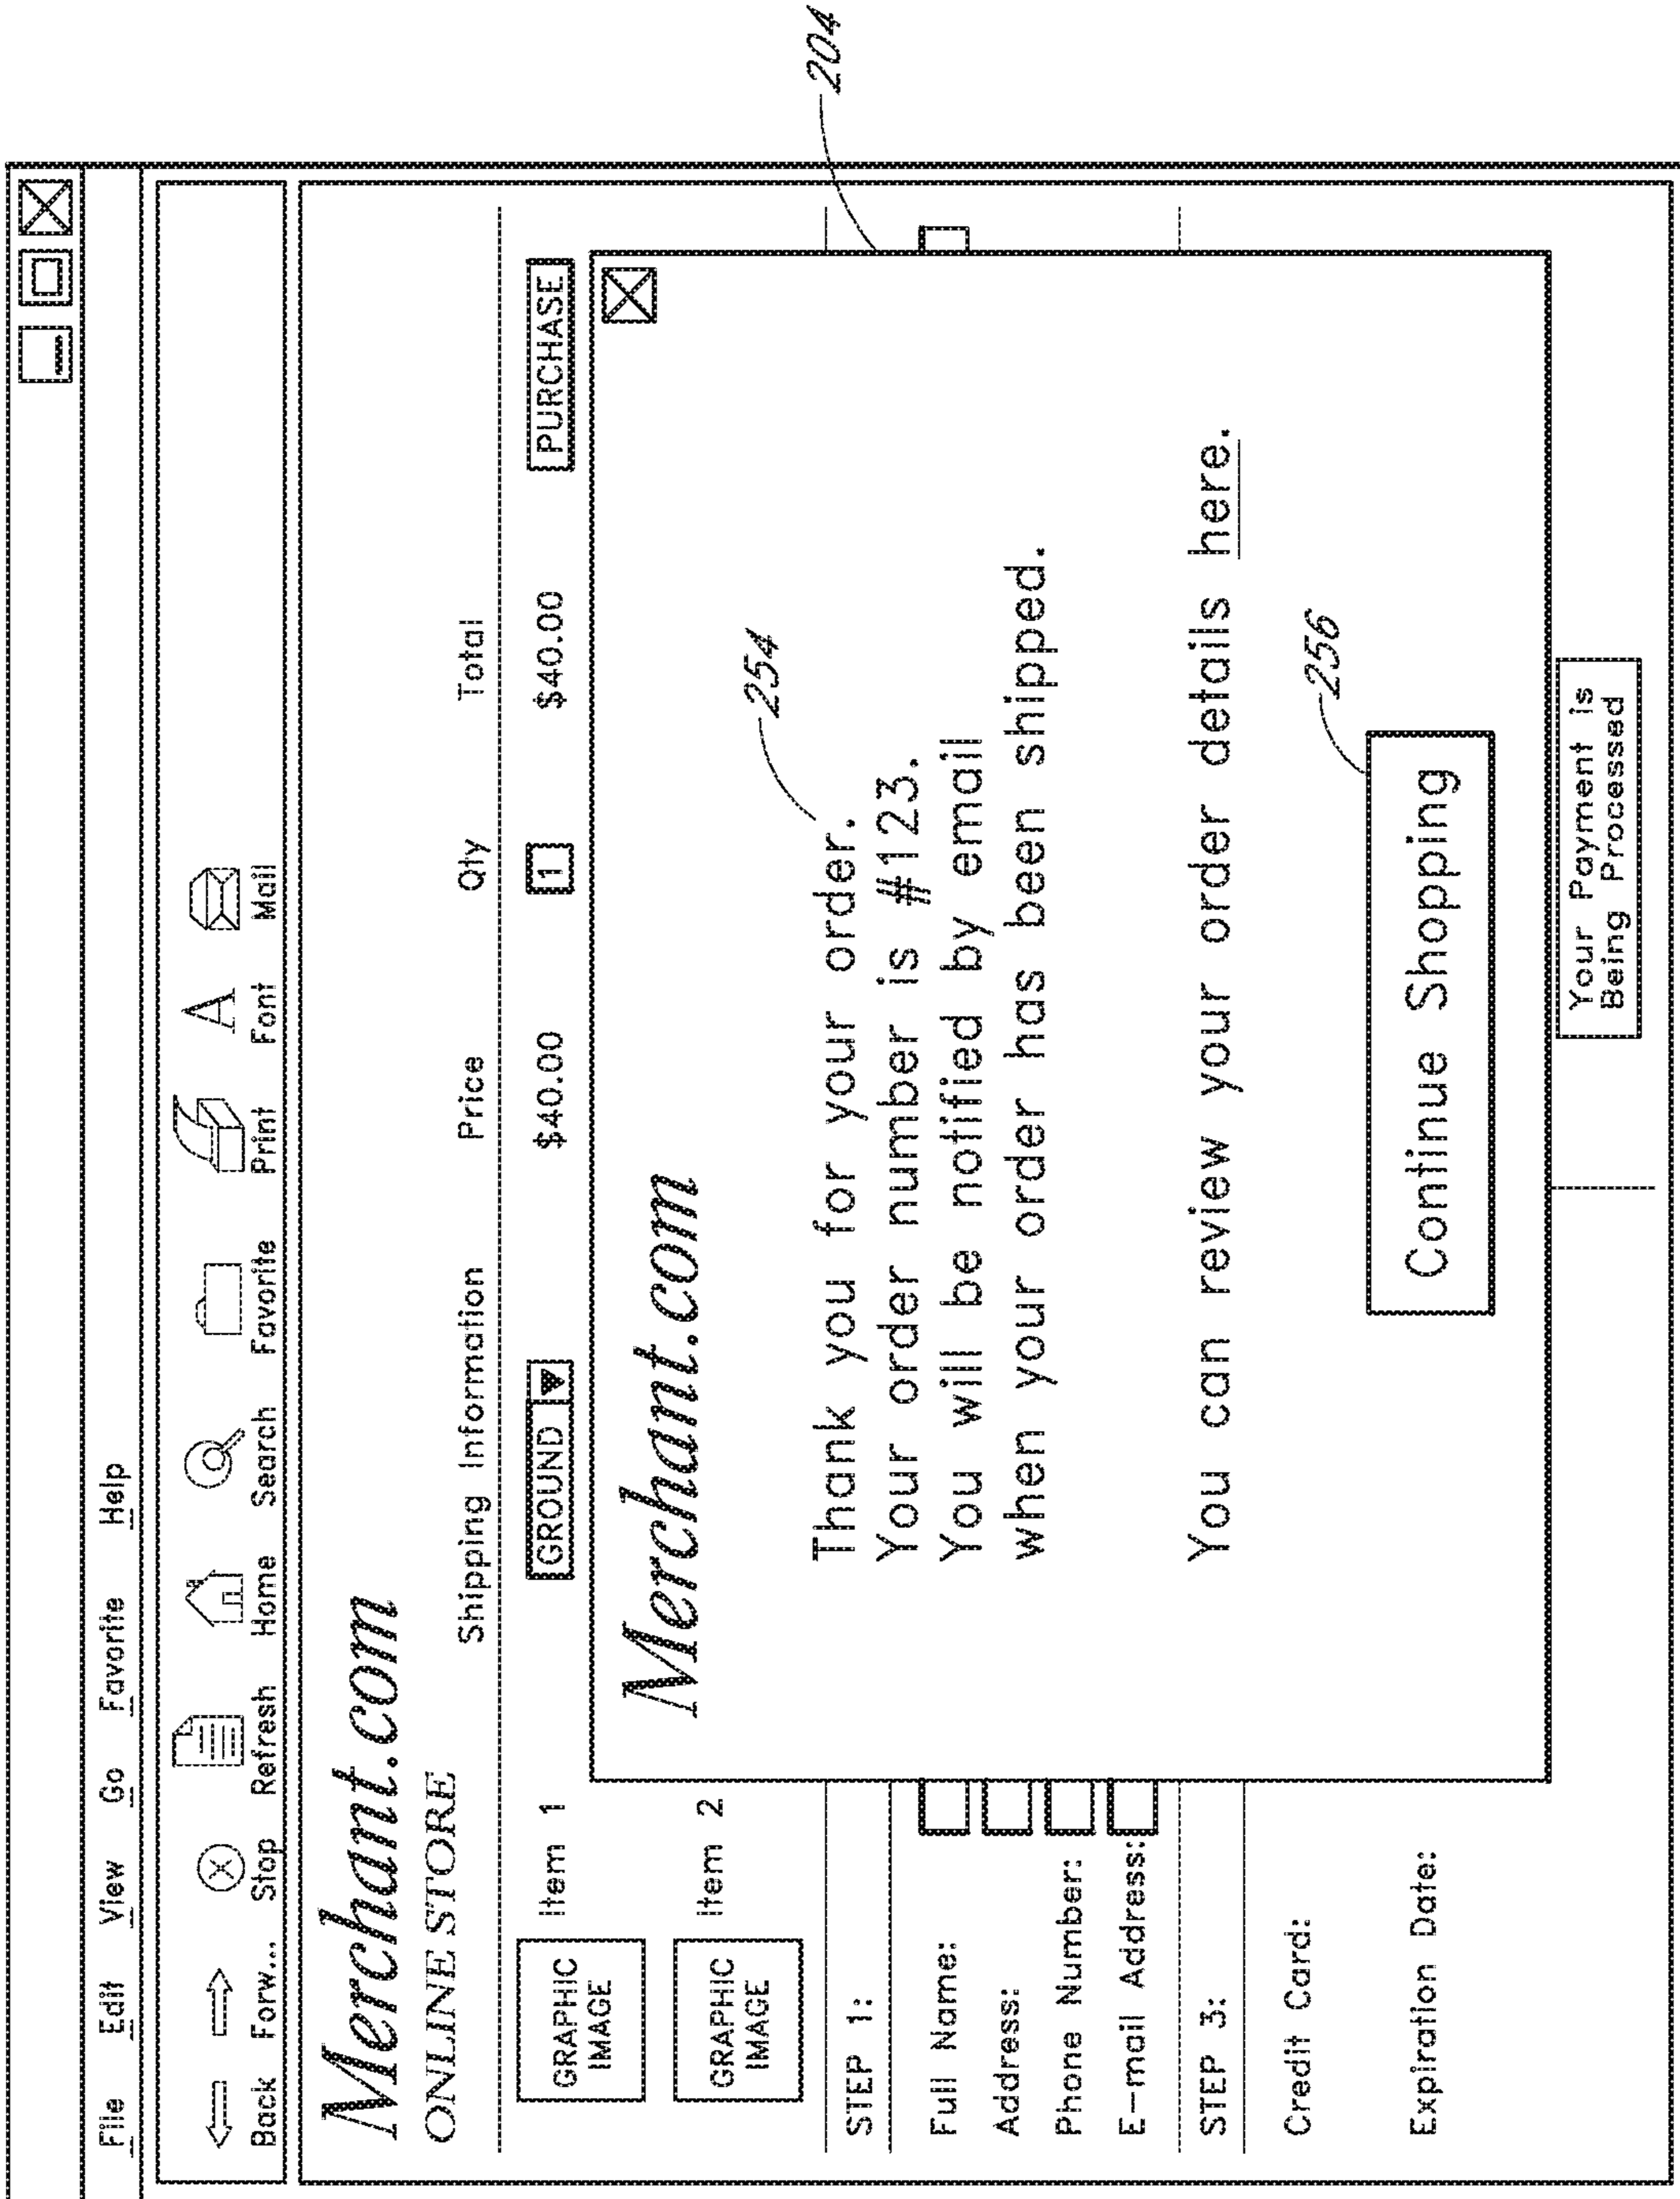 File Edit View Go Favorite Help
Back Forw... Stop Refresh Home Search Favorite Print Font Mail
Merchant.com
ONLINE STORE
Shipping Information Price Qty Total
GRAPHIC
IMAGE
Item 1
GROUND $40.00 1 $40.00 PURCHASE
GRAPHIC
IMAGE
Item 2
Merchant.com
204
254
Thank you for your order.
Your order number is #123.
You will be notified by email
when your order has been shipped.
You can review your order details here.
256
Continue Shopping
STEP 1:
Full Name:
Address:
Phone Number:
E-mail Address:
STEP 3:
Credit Card:
Expiration Date:
Your Payment is
Being Processed